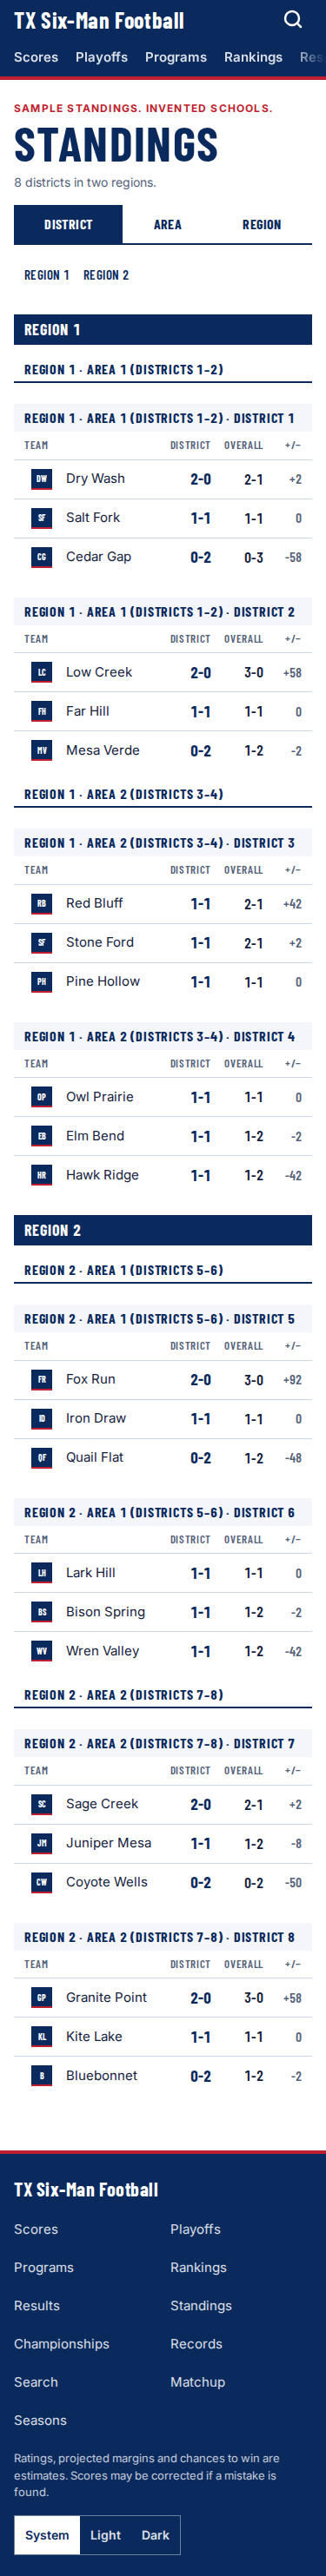 TX Six-Man Football
Scores Playoffs Programs Rankings Res
SAMPLE STANDINGS. INVENTED SCHOOLS.
STANDINGS
8 districts in two regions.
DISTRICT AREA REGION
REGION 1 REGION 2
REGION 1
REGION 1 · AREA 1 (DISTRICTS 1–2)
REGION 1 · AREA 1 (DISTRICTS 1–2) · DISTRICT 1
TEAM DISTRICT OVERALL +/−
DW Dry Wash 2-0 2-1 +2
SF Salt Fork 1-1 1-1 0
CG Cedar Gap 0-2 0-3 -58
REGION 1 · AREA 1 (DISTRICTS 1–2) · DISTRICT 2
TEAM DISTRICT OVERALL +/−
LC Low Creek 2-0 3-0 +58
FH Far Hill 1-1 1-1 0
MV Mesa Verde 0-2 1-2 -2
REGION 1 · AREA 2 (DISTRICTS 3–4)
REGION 1 · AREA 2 (DISTRICTS 3–4) · DISTRICT 3
TEAM DISTRICT OVERALL +/−
RB Red Bluff 1-1 2-1 +42
SF Stone Ford 1-1 2-1 +2
PH Pine Hollow 1-1 1-1 0
REGION 1 · AREA 2 (DISTRICTS 3–4) · DISTRICT 4
TEAM DISTRICT OVERALL +/−
OP Owl Prairie 1-1 1-1 0
EB Elm Bend 1-1 1-2 -2
HR Hawk Ridge 1-1 1-2 -42
REGION 2
REGION 2 · AREA 1 (DISTRICTS 5–6)
REGION 2 · AREA 1 (DISTRICTS 5–6) · DISTRICT 5
TEAM DISTRICT OVERALL +/−
FR Fox Run 2-0 3-0 +92
ID Iron Draw 1-1 1-1 0
QF Quail Flat 0-2 1-2 -48
REGION 2 · AREA 1 (DISTRICTS 5–6) · DISTRICT 6
TEAM DISTRICT OVERALL +/−
LH Lark Hill 1-1 1-1 0
BS Bison Spring 1-1 1-2 -2
WV Wren Valley 1-1 1-2 -42
REGION 2 · AREA 2 (DISTRICTS 7–8)
REGION 2 · AREA 2 (DISTRICTS 7–8) · DISTRICT 7
TEAM DISTRICT OVERALL +/−
SC Sage Creek 2-0 2-1 +2
JM Juniper Mesa 1-1 1-2 -8
CW Coyote Wells 0-2 0-2 -50
REGION 2 · AREA 2 (DISTRICTS 7–8) · DISTRICT 8
TEAM DISTRICT OVERALL +/−
GP Granite Point 2-0 3-0 +58
KL Kite Lake 1-1 1-1 0
B Bluebonnet 0-2 1-2 -2
TX Six-Man Football
Scores Playoffs
Programs Rankings
Results Standings
Championships Records
Search Matchup
Seasons
Ratings, projected margins and chances to win are
estimates. Scores may be corrected if a mistake is
found.
System Light Dark